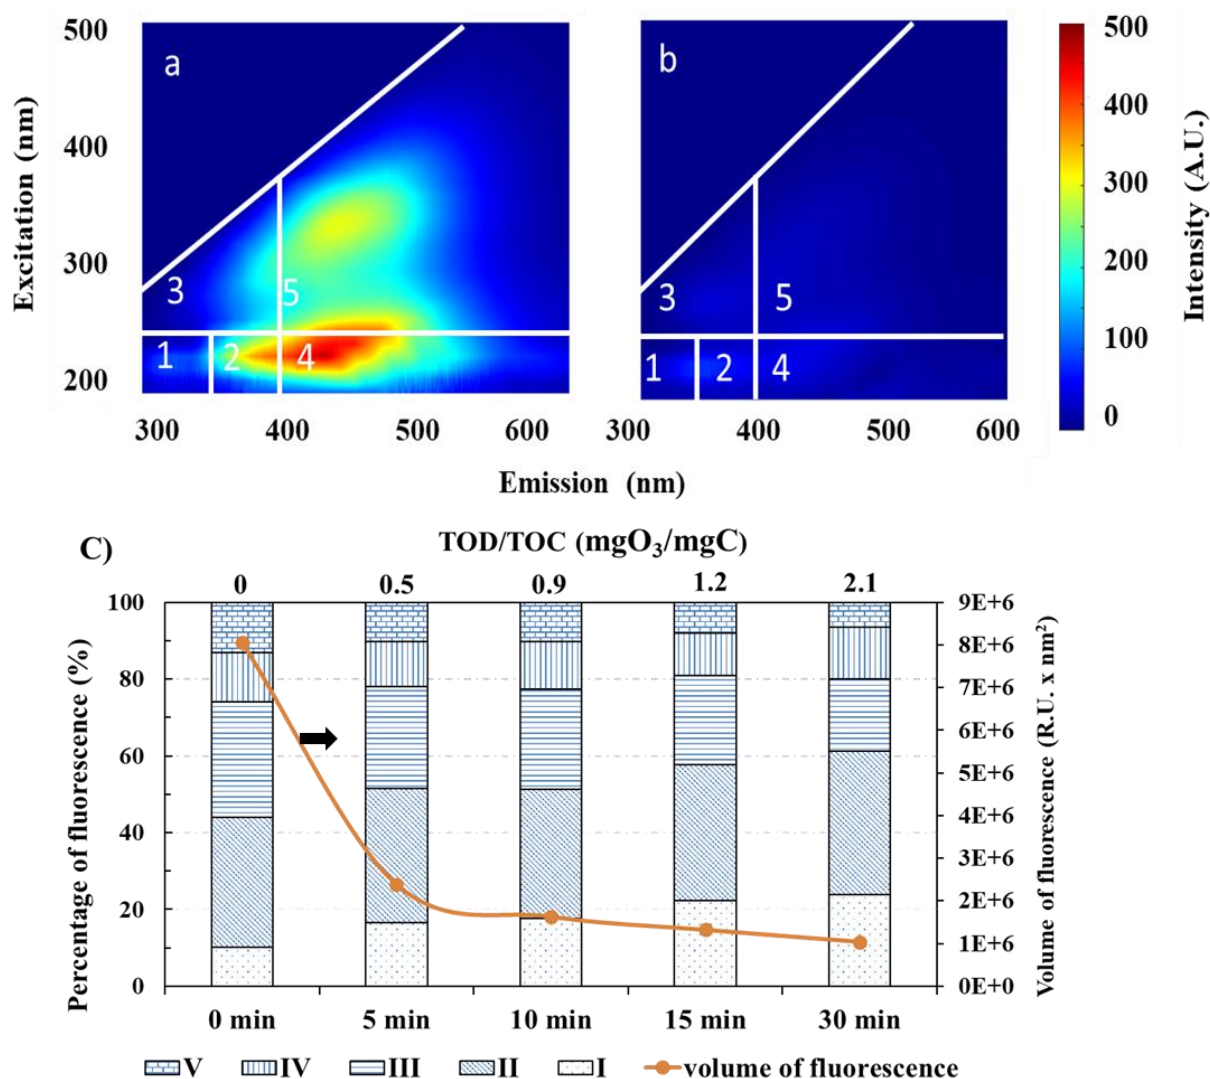 500
400
300
200
Excitation (nm)
a
3
5
1
2
4
b
3
5
1
2
4
500
400
300
200
100
0
Intensity (A.U.)
300 400 500 600
300 400 500 600
Emission (nm)
C)
TOD/TOC (mgO₃/mgC)
0 0.5 0.9 1.2 2.1
100
80
60
40
20
0
Percentage of fluorescence (%)
9E+6
8E+6
7E+6
6E+6
5E+6
4E+6
3E+6
2E+6
1E+6
0E+0
Volume of fluorescence (R.U. x nm²)
0 min 5 min 10 min 15 min 30 min
V IV III II I volume of fluorescence